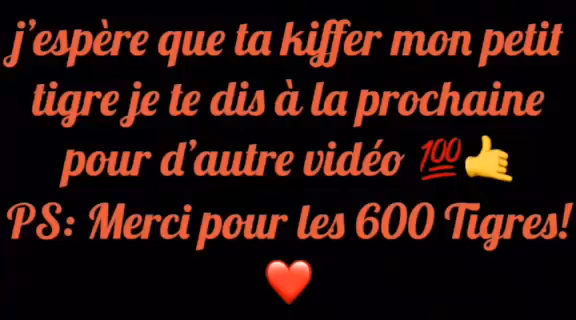 j'espère que ta kiffer mon petit
tigre je te dis à la prochaine
pour d'autre vidéo 💯🤙
PS: Merci pour les 600 Tigres!
❤️